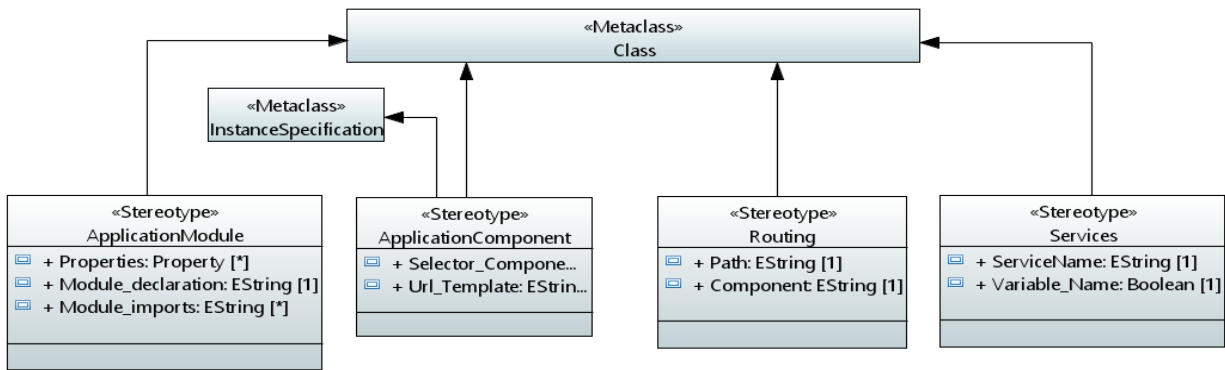 «Metaclass»
Class
«Metaclass»
InstanceSpecification
«Stereotype»
ApplicationModule
+ Properties: Property [*]
+ Module_declaration: EString [1]
+ Module_imports: EString [*]
«Stereotype»
ApplicationComponent
+ Selector_Compone...
+ Url_Template: EStrin...
«Stereotype»
Routing
+ Path: EString [1]
+ Component: EString [1]
«Stereotype»
Services
+ ServiceName: EString [1]
+ Variable_Name: Boolean [1]